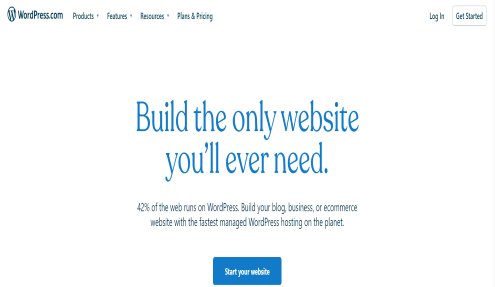 WordPress.com Products Features Resources Plans & Pricing Log In Get Started
Build the only website
you'll ever need.
42% of the web runs on WordPress. Build your blog, business, or ecommerce
website with the fastest managed WordPress hosting on the planet.
Start your website